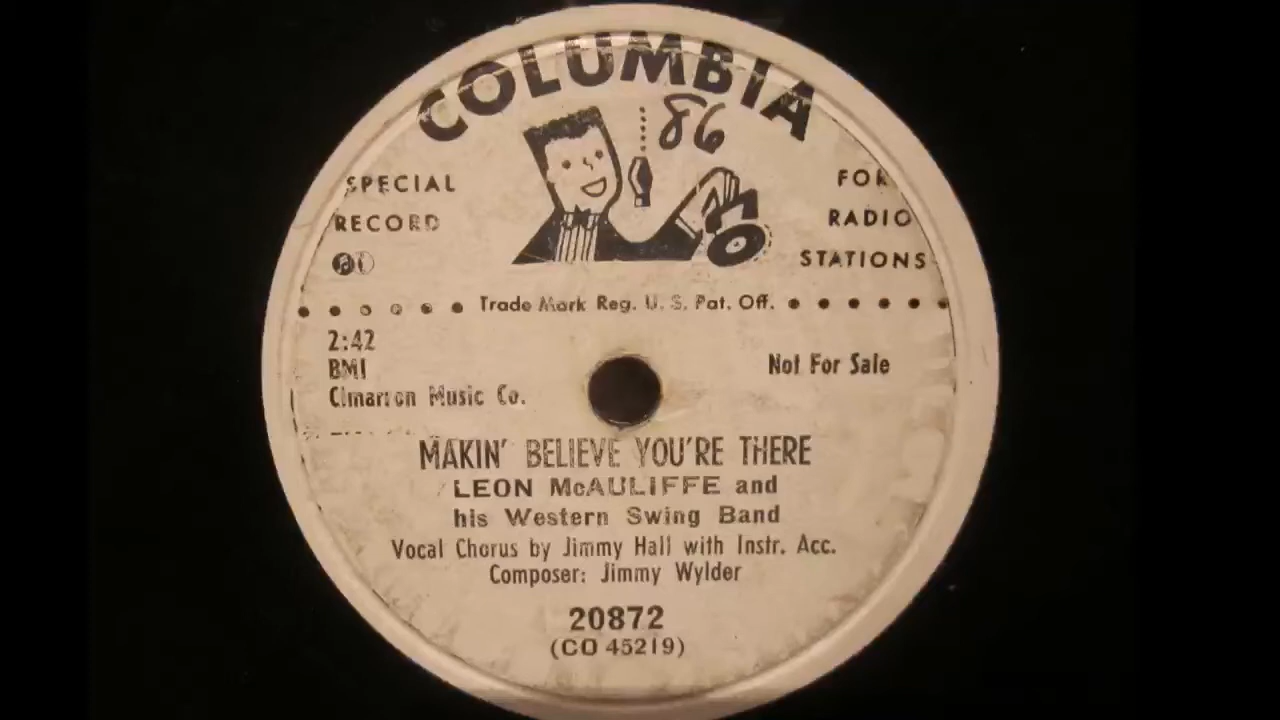 COLUMBIA
86
SPECIAL
RECORD
FOR
RADIO
STATIONS
Trade Mark Reg. U. S. Pat. Off.
2:42
BMI
Cimarron Music Co.
Not For Sale
MAKIN' BELIEVE YOU'RE THERE
LEON McAULIFFE and
his Western Swing Band
Vocal Chorus by Jimmy Hall with Instr. Acc.
Composer: Jimmy Wylder
20872
(CO 45219)